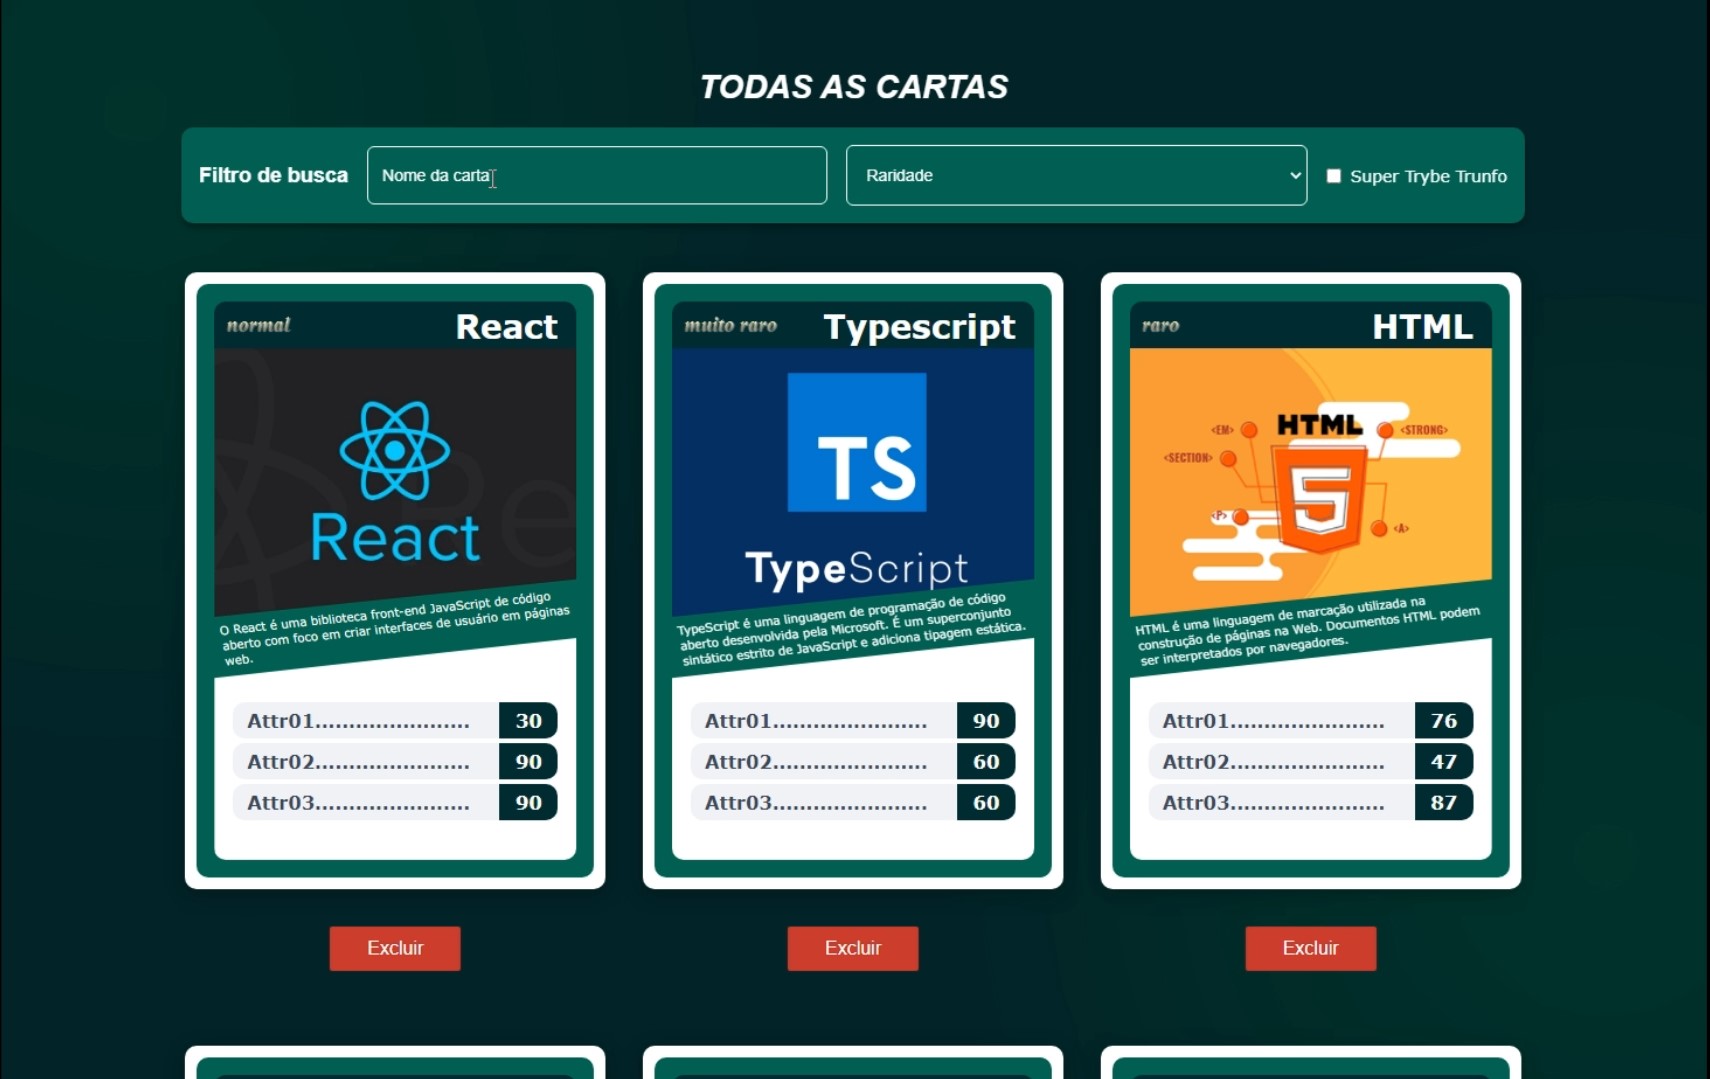 TODAS AS CARTAS
Filtro de busca
Nome da carta
Raridade
Super Trybe Trunfo
normal
React
React
O React é uma biblioteca front-end JavaScript de código
aberto com foco em criar interfaces de usuário em páginas
web.
Attr01....................... 30
Attr02....................... 90
Attr03....................... 90
Excluir
muito raro
Typescript
TS
TypeScript
TypeScript é uma linguagem de programação de código
aberto desenvolvida pela Microsoft. É um superconjunto
sintático estrito de JavaScript e adiciona tipagem estática.
Attr01....................... 90
Attr02....................... 60
Attr03....................... 60
Excluir
raro
HTML
HTML
<EM>
<STRONG>
<SECTION>
5
<P>
<A>
HTML é uma linguagem de marcação utilizada na
construção de páginas na Web. Documentos HTML podem
ser interpretados por navegadores.
Attr01....................... 76
Attr02....................... 47
Attr03....................... 87
Excluir